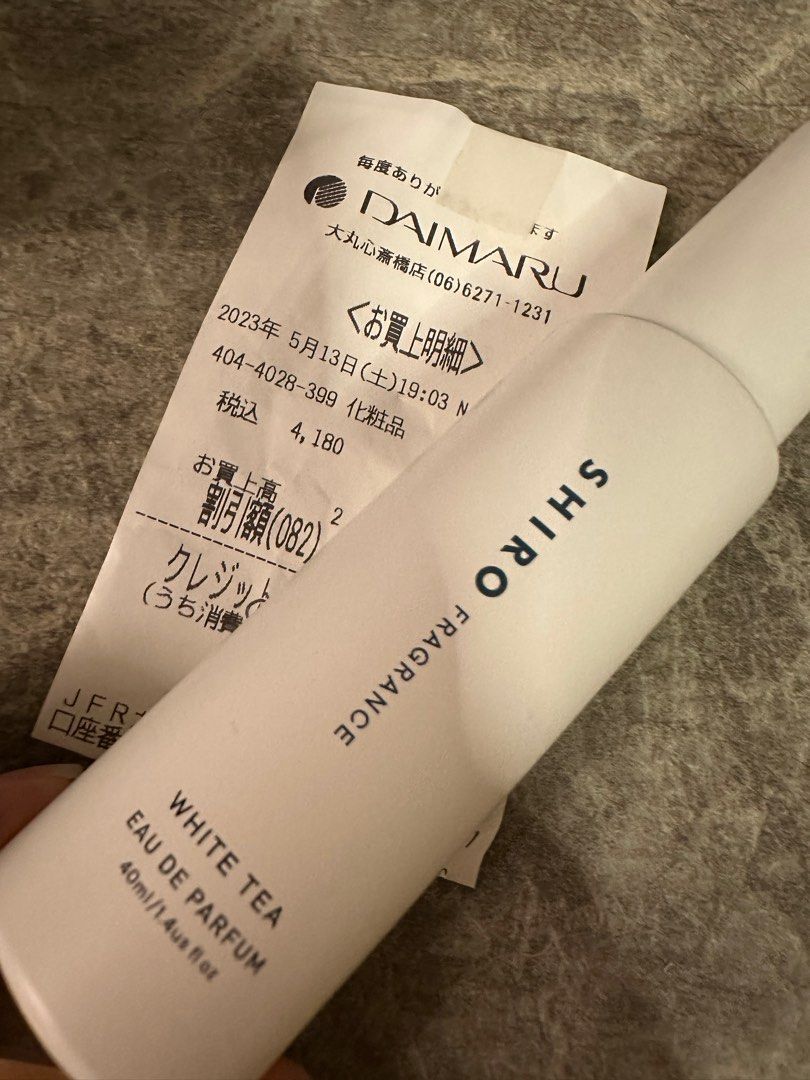 毎度ありが
ます
DAIMARU
大丸心斎橋店(06)6271-1231
<お買上明細>
2023年 5月13日(土)19:03 N
404-4028-399 化粧品
税込 4,180
お買上高 2
割引額(082)
クレジット
(うち消費
JFR
口座番
SHIRO
FRAGRANCE
WHITE TEA
EAU DE PARFUM
40ml/1.4us fl oz